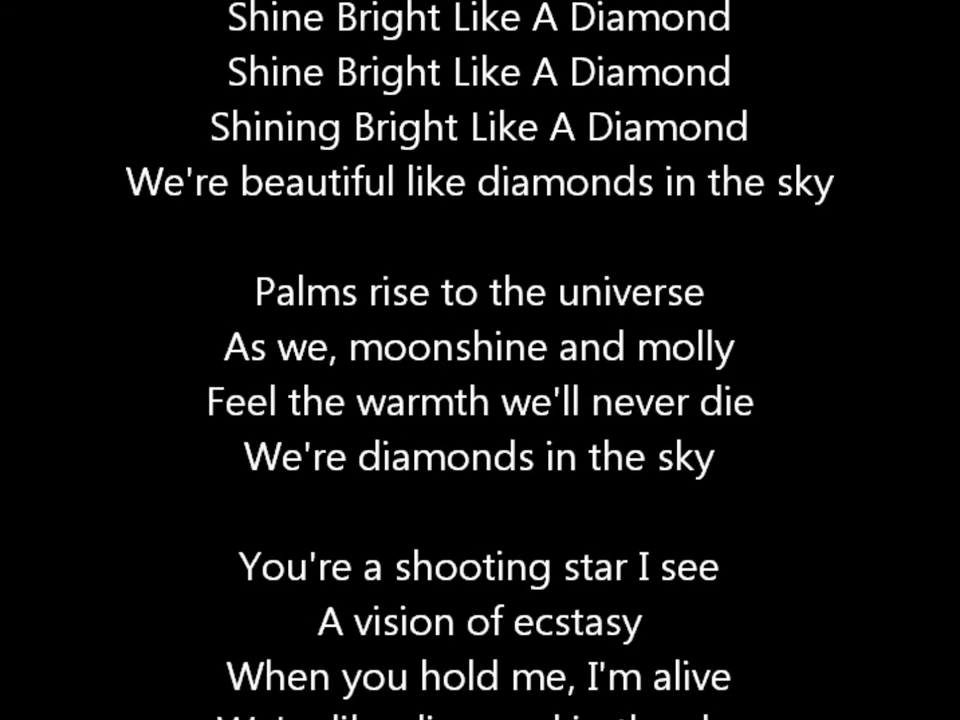 Shine Bright Like A Diamond
Shine Bright Like A Diamond
Shining Bright Like A Diamond
We're beautiful like diamonds in the sky
Palms rise to the universe
As we, moonshine and molly
Feel the warmth we'll never die
We're diamonds in the sky
You're a shooting star I see
A vision of ecstasy
When you hold me, I'm alive